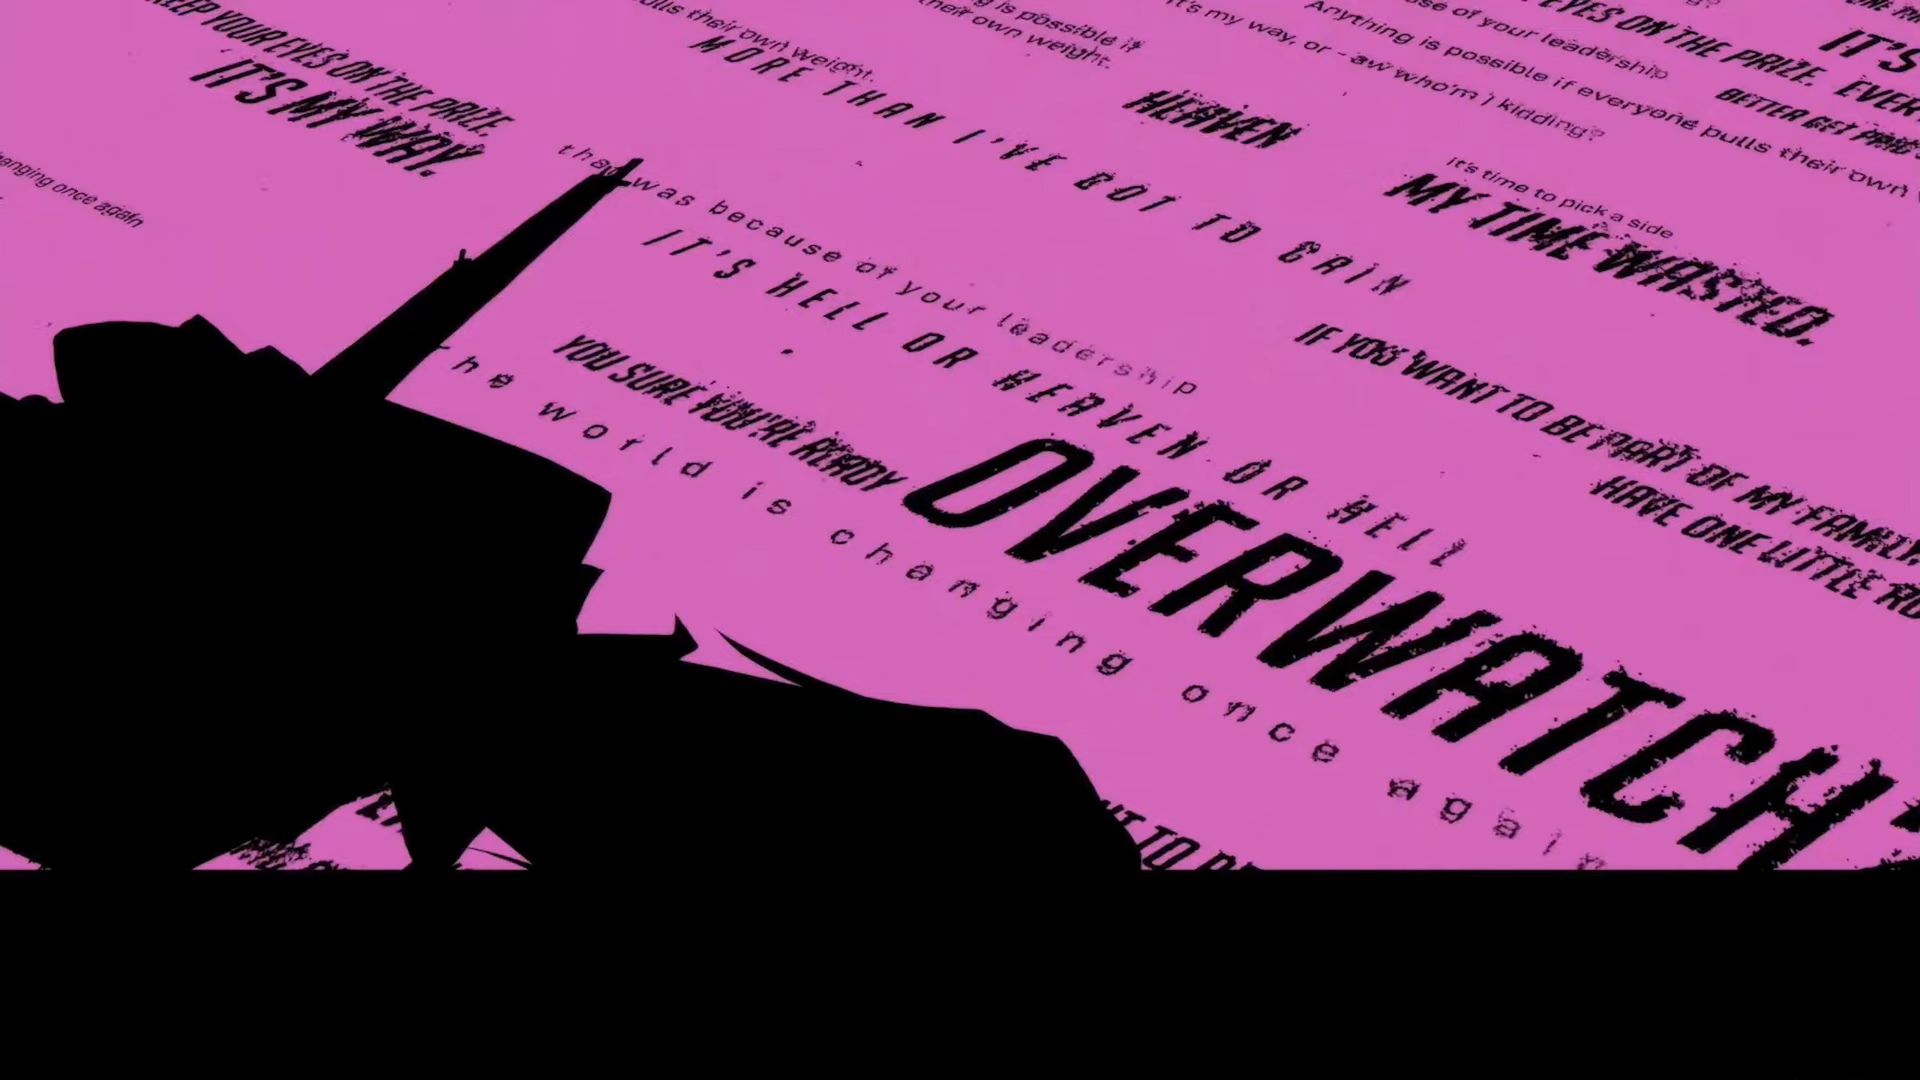 KEEP YOUR EYES ON THE PRIZE.
IT'S MY WAY.
changing once again
pulls their own weight.
MORE THAN I'VE GOT TO GAIN
is possible if
their own weight.
HEAVEN
it's my way, or - aw who'm I kidding?
Anything is possible if everyone pulls their own
of your leadership
EYES ON THE PRIZE.
IT'S
BETTER GET
it's time to pick a side
MY TIME WASTED.
that was because of your leadership
IT'S HELL OR HEAVEN OR HELL
IF YOU WANT TO BE PART OF MY FAMILY
HAVE ONE LITTLE
YOU SURE YOU'RE READY
OVERWATCH
the world is changing once again
TO